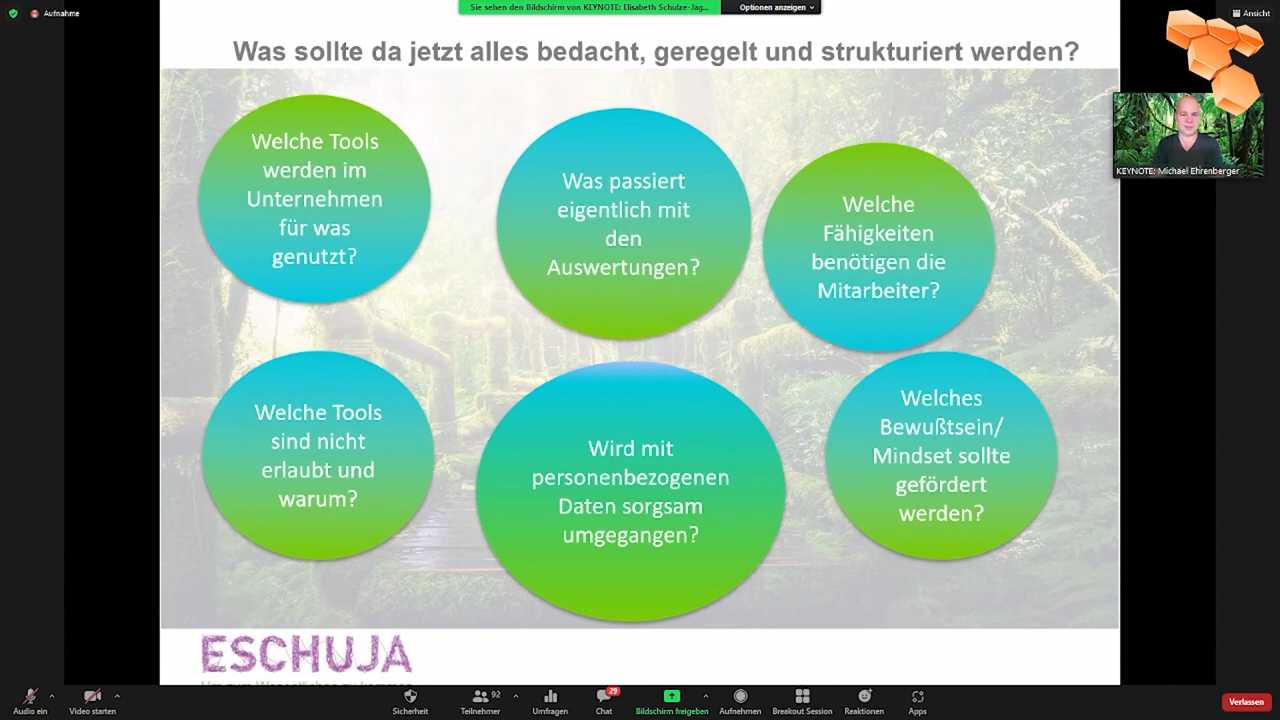 Aufnahme
Sie sehen den Bildschirm von KEYNOTE: Elisabeth Schulze-Jag...
Optionen anzeigen
Ansicht
Was sollte da jetzt alles bedacht, geregelt und strukturiert werden?
Welche Tools
werden im
Unternehmen
für was
genutzt?
Was passiert
eigentlich mit
den
Auswertungen?
Welche
Fähigkeiten
benötigen die
Mitarbeiter?
KEYNOTE: Michael Ehrenberger
Welche Tools
sind nicht
erlaubt und
warum?
Wird mit
personenbezogenen
Daten sorgsam
umgegangen?
Welches
Bewußtsein/
Mindset sollte
gefördert
werden?
ESCHUJA
Audio ein
Video starten
Sicherheit
92
Teilnehmer
Umfragen
29
Chat
Bildschirm freigeben
Aufnehmen
Breakout Session
Reaktionen
Apps
Verlassen